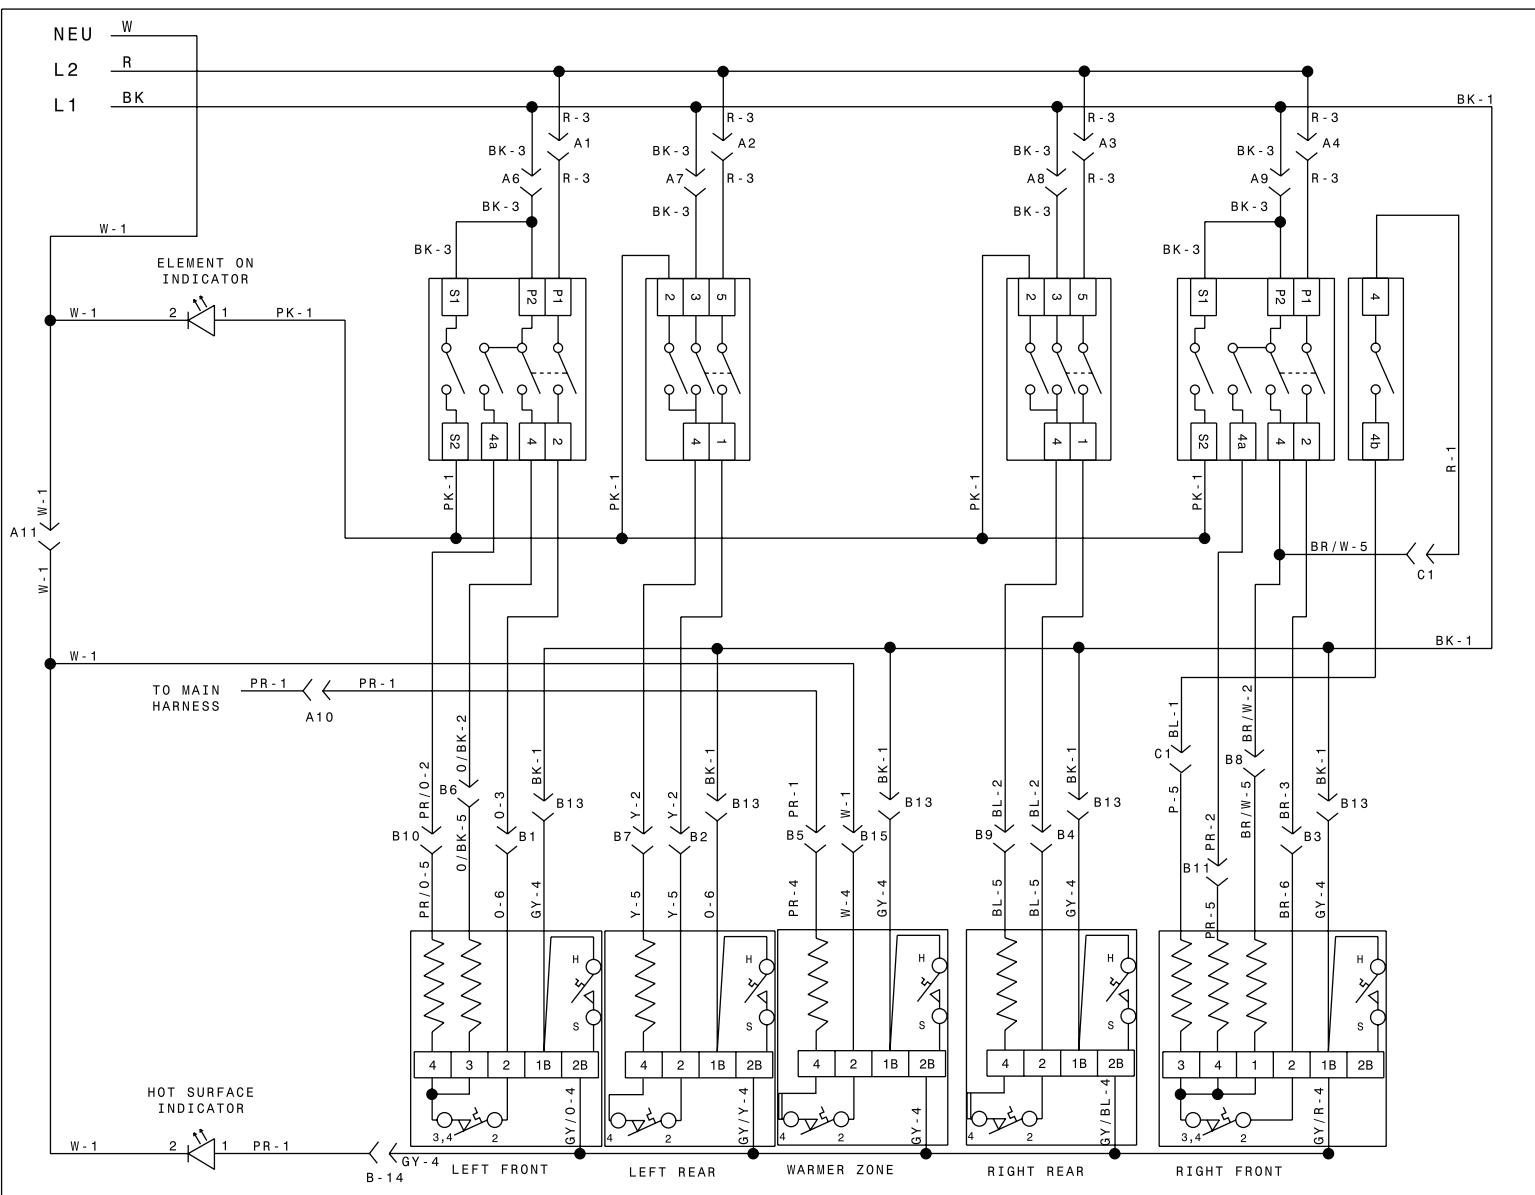 NEU W
L2 R
L1 BK BK-1
R-3 R-3 R-3 R-3
A1 A2 A3 A4
BK-3 BK-3 BK-3 BK-3
A6 R-3 A7 R-3 A8 R-3 A9 R-3
BK-3 BK-3 BK-3 BK-3
W-1
BK-3 BK-3
ELEMENT ON
INDICATOR
S1 P2 P1 2 3 5 2 3 5 S1 P2 P1 4
W-1 2 1 PK-1
S2 4a 4 2 4 1 4 1 S2 4a 4 2 4b
R-1
PK-1 PK-1 PK-1 PK-1
W-1
A11
BR/W-5
C1
W-1
BK-1
W-1
PR-1 PR-1
TO MAIN
HARNESS
A10
BL-1 BR/W-2
O/BK-2
C1 B8
PR/O-2 B6 O-3 BK-1 Y-2 Y-2 BK-1 PR-1 W-1 BK-1 BL-2 BL-2 BK-1 P-5 PR-2 BR/W-5 BR-3 BK-1
B13 B13 B13 B13 B13
B10 O/BK-5 B1 B7 B2 B5 B15 B9 B4 B3
B11
PR/O-5 O-6 GY-4 Y-5 Y-5 O-6 PR-4 W-4 GY-4 BL-5 BL-5 GY-4 PR-5 BR-6 GY-4
H H H H H
S S S S S
4 3 2 1B 2B 4 2 1B 2B 4 2 1B 2B 4 2 1B 2B 3 4 1 2 1B 2B
HOT SURFACE
INDICATOR
GY/O-4 GY/Y-4 GY-4 GY/BL-4 GY/R-4
3,4 2 4 2 4 2 4 2 3,4 2
W-1 2 1 PR-1
B-14
GY-4
LEFT FRONT LEFT REAR WARMER ZONE RIGHT REAR RIGHT FRONT